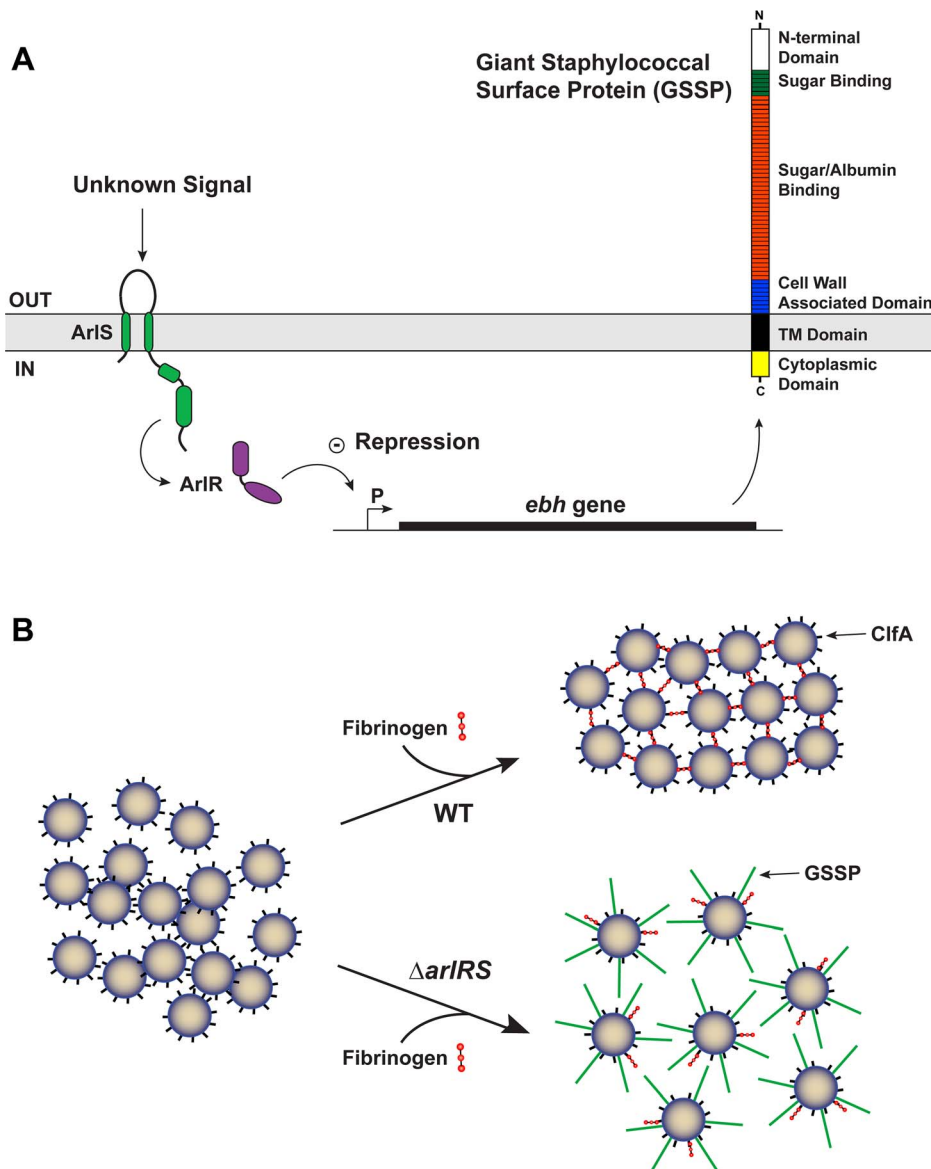 A
Giant Staphylococcal
Surface Protein (GSSP)
N
N-terminal
Domain
Sugar Binding
Sugar/Albumin
Binding
Cell Wall
Associated Domain
TM Domain
Cytoplasmic
Domain
C
Unknown Signal
OUT
ArlS
IN
ArlR
- Repression
P
ebh gene
B
Fibrinogen
WT
ClfA
GSSP
ΔarlRS
Fibrinogen